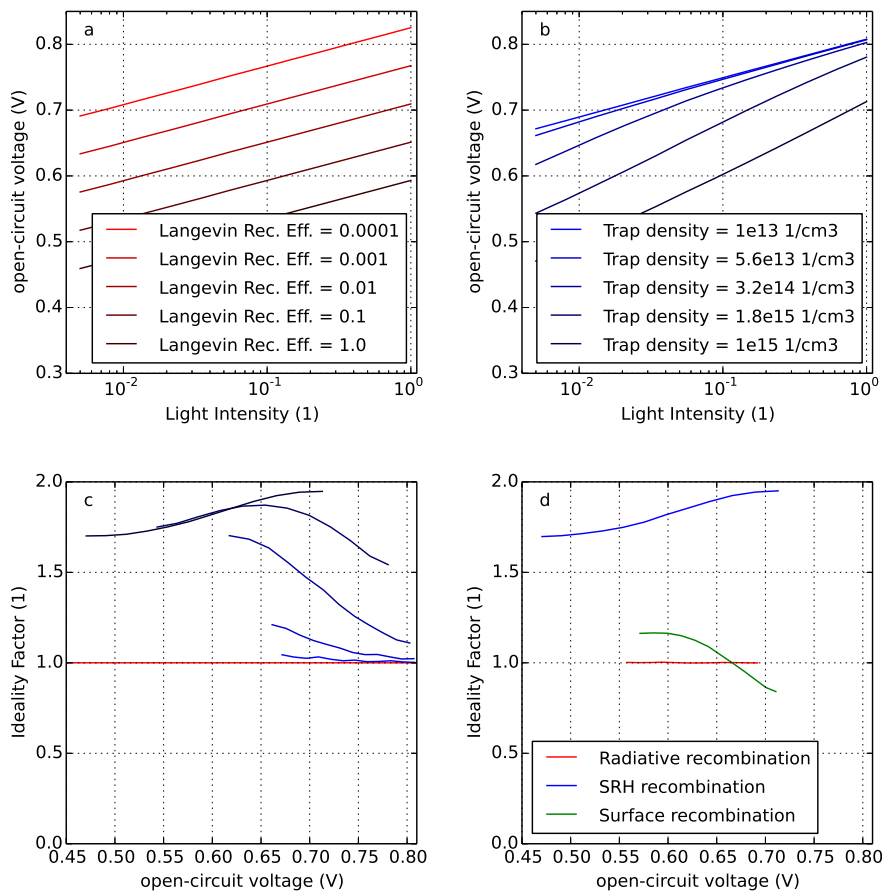 a
0.8
0.7
0.6
0.5
0.4
0.3
open-circuit voltage (V)
Langevin Rec. Eff. = 0.0001
Langevin Rec. Eff. = 0.001
Langevin Rec. Eff. = 0.01
Langevin Rec. Eff. = 0.1
Langevin Rec. Eff. = 1.0
10^-2 10^-1 10^0
Light Intensity (1)
b
0.8
0.7
0.6
0.5
0.4
0.3
open-circuit voltage (V)
Trap density = 1e13 1/cm3
Trap density = 5.6e13 1/cm3
Trap density = 3.2e14 1/cm3
Trap density = 1.8e15 1/cm3
Trap density = 1e15 1/cm3
10^-2 10^-1 10^0
Light Intensity (1)
c
2.0
1.5
1.0
0.5
0.0
Ideality Factor (1)
0.45 0.50 0.55 0.60 0.65 0.70 0.75 0.80
open-circuit voltage (V)
d
2.0
1.5
1.0
0.5
0.0
Ideality Factor (1)
Radiative recombination
SRH recombination
Surface recombination
0.45 0.50 0.55 0.60 0.65 0.70 0.75 0.80
open-circuit voltage (V)